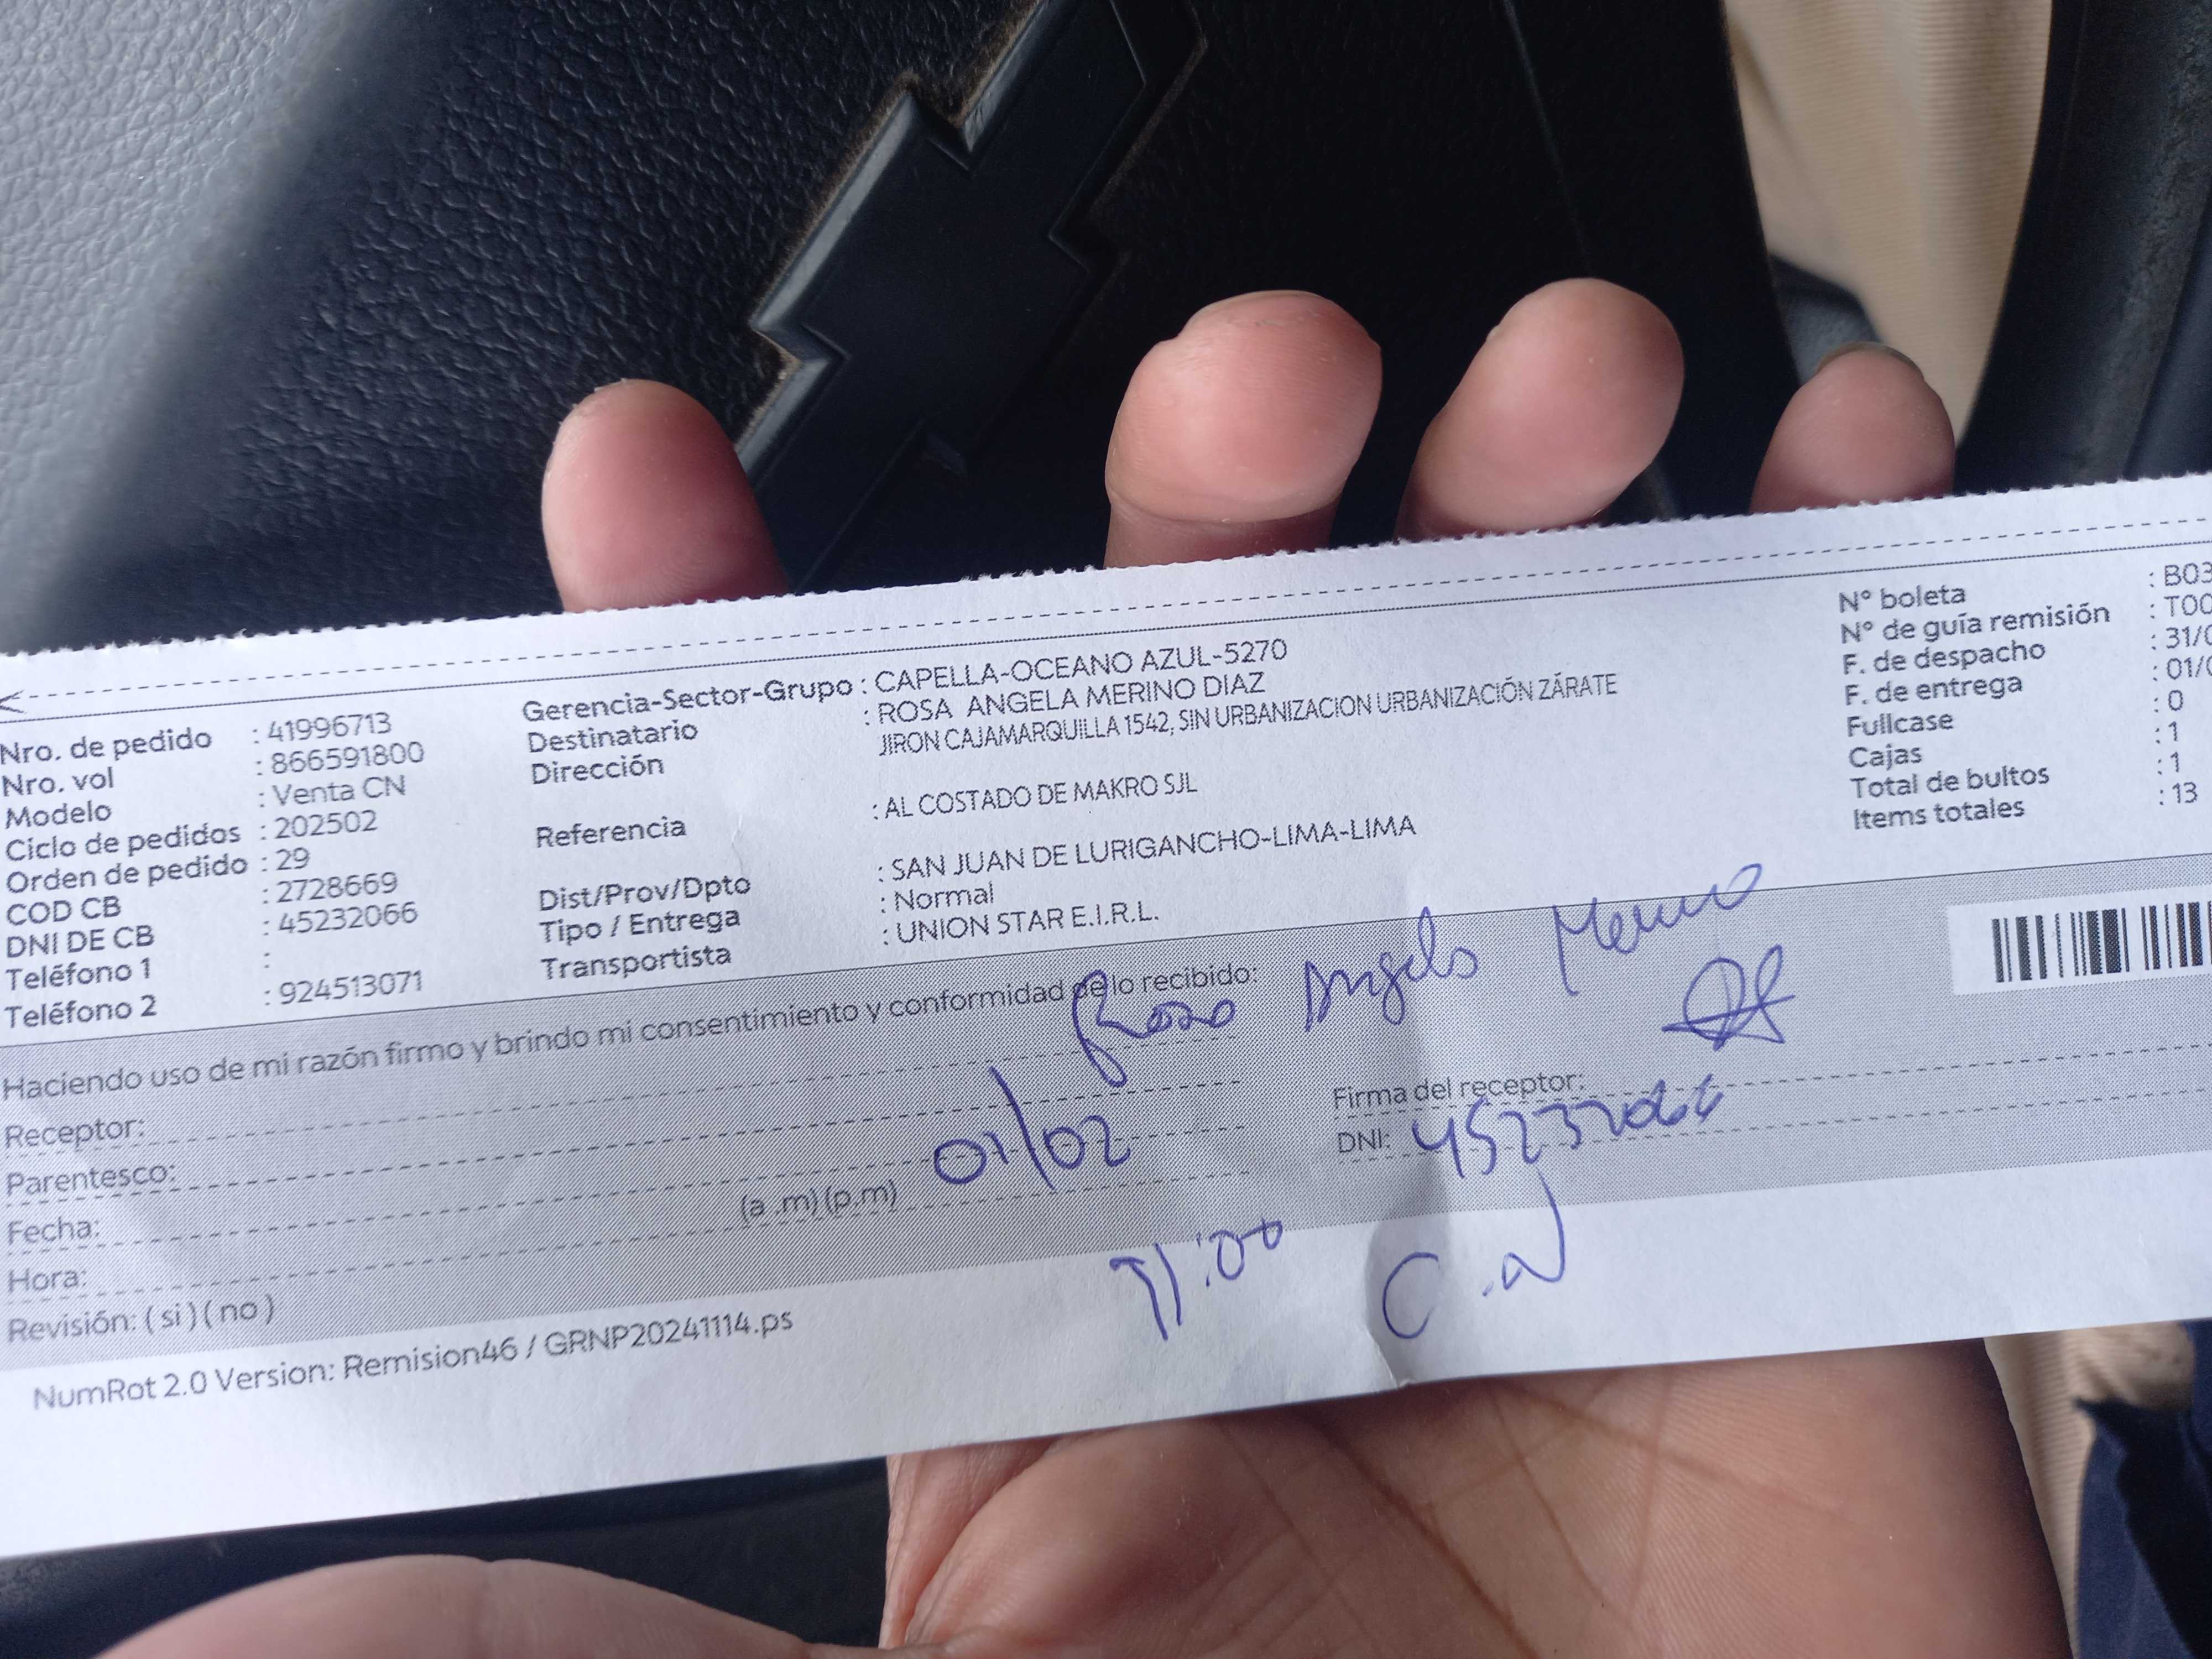 Nro. de pedido : 41996713
Nro. vol : 866591800
Modelo : Venta CN
Ciclo de pedidos : 202502
Orden de pedido : 29
COD CB : 2728669
DNI DE CB : 45232066
Teléfono 1 :
Teléfono 2 : 924513071
Gerencia-Sector-Grupo : CAPELLA-OCEANO AZUL-5270
Destinatario : ROSA ANGELA MERINO DIAZ
Dirección JIRON CAJAMARQUILLA 1542, SIN URBANIZACION URBANIZACIÓN ZÁRATE
Referencia : AL COSTADO DE MAKRO SJL
Dist/Prov/Dpto : SAN JUAN DE LURIGANCHO-LIMA-LIMA
Tipo / Entrega : Normal
Transportista : UNION STAR E.I.R.L.
N° boleta : B03
N° de guía remisión : T00
F. de despacho : 31/0
F. de entrega : 01/0
Fullcase : 0
Cajas : 1
Total de bultos : 1
Items totales : 13
Haciendo uso de mi razón firmo y brindo mi consentimiento y conformidad de lo recibido:
Receptor: Rosa Angela Merino
Parentesco:
Fecha: 01/02
Hora: (a .m) (p.m) 11:00
Revisión: ( si ) ( no )
Firma del receptor:
DNI: 45232066
C.N
NumRot 2.0 Version: Remision46 / GRNP20241114.ps